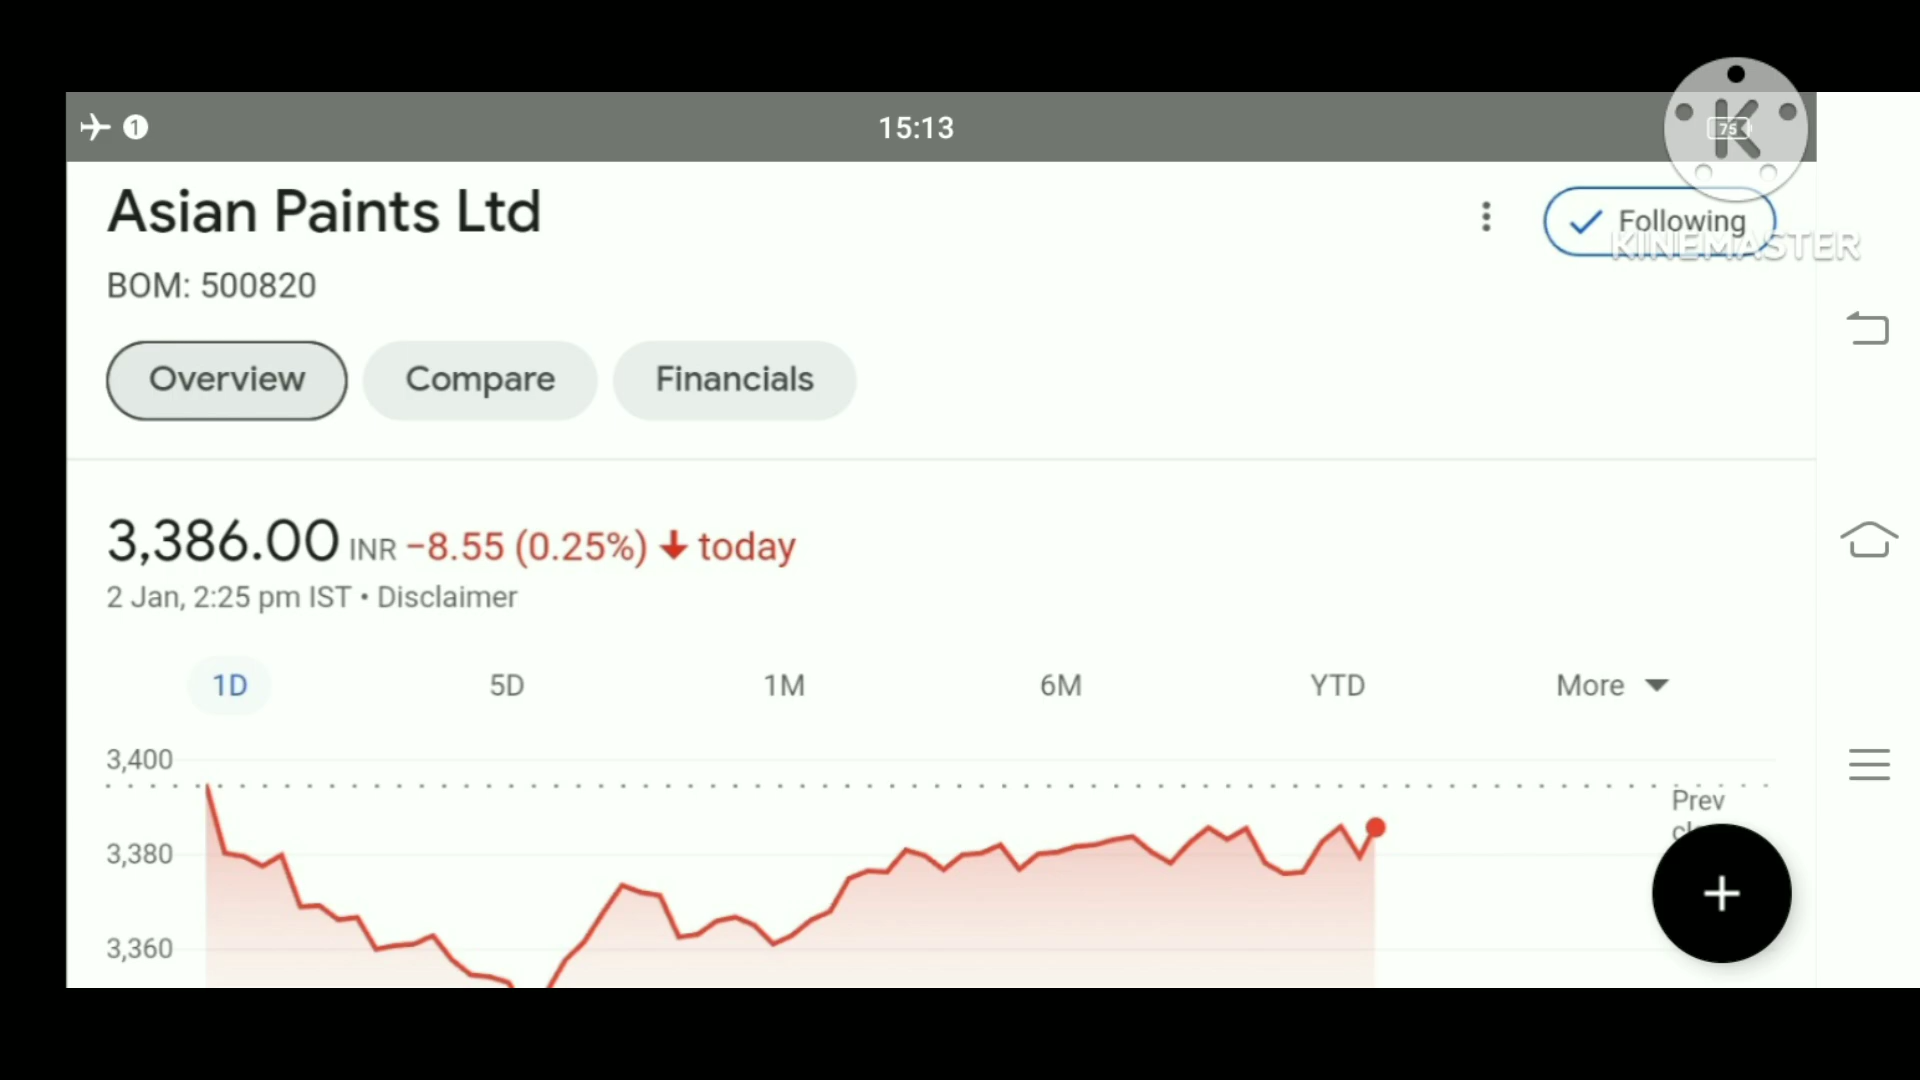 1
15:13
75
K
Asian Paints Ltd
Following
KINEMASTER
BOM: 500820
Overview
Compare
Financials
3,386.00 INR −8.55 (0.25%) ↓ today
2 Jan, 2:25 pm IST • Disclaimer
1D
5D
1M
6M
YTD
More
3,400
Prev
3,380
+
3,360